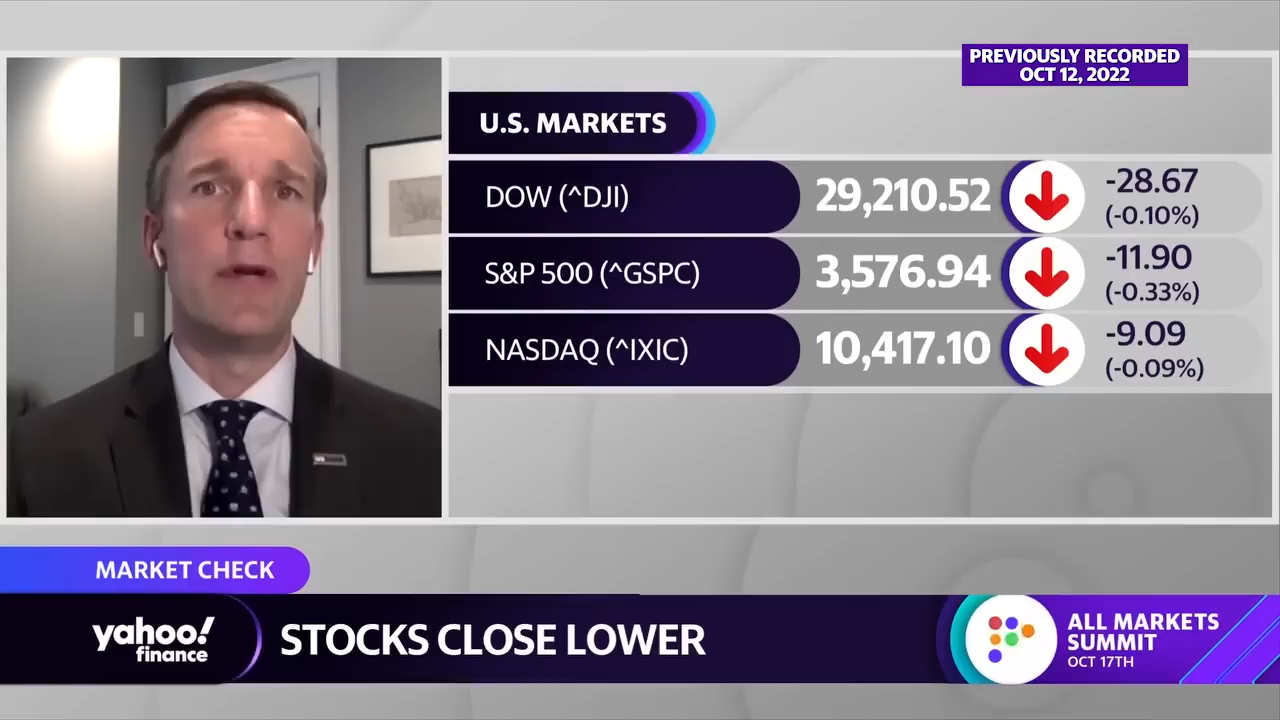 PREVIOUSLY RECORDED
OCT 12, 2022
U.S. MARKETS
DOW (^DJI) 29,210.52 -28.67
(-0.10%)
S&P 500 (^GSPC) 3,576.94 -11.90
(-0.33%)
NASDAQ (^IXIC) 10,417.10 -9.09
(-0.09%)
MARKET CHECK
yahoo!
finance
STOCKS CLOSE LOWER
ALL MARKETS
SUMMIT
OCT 17TH